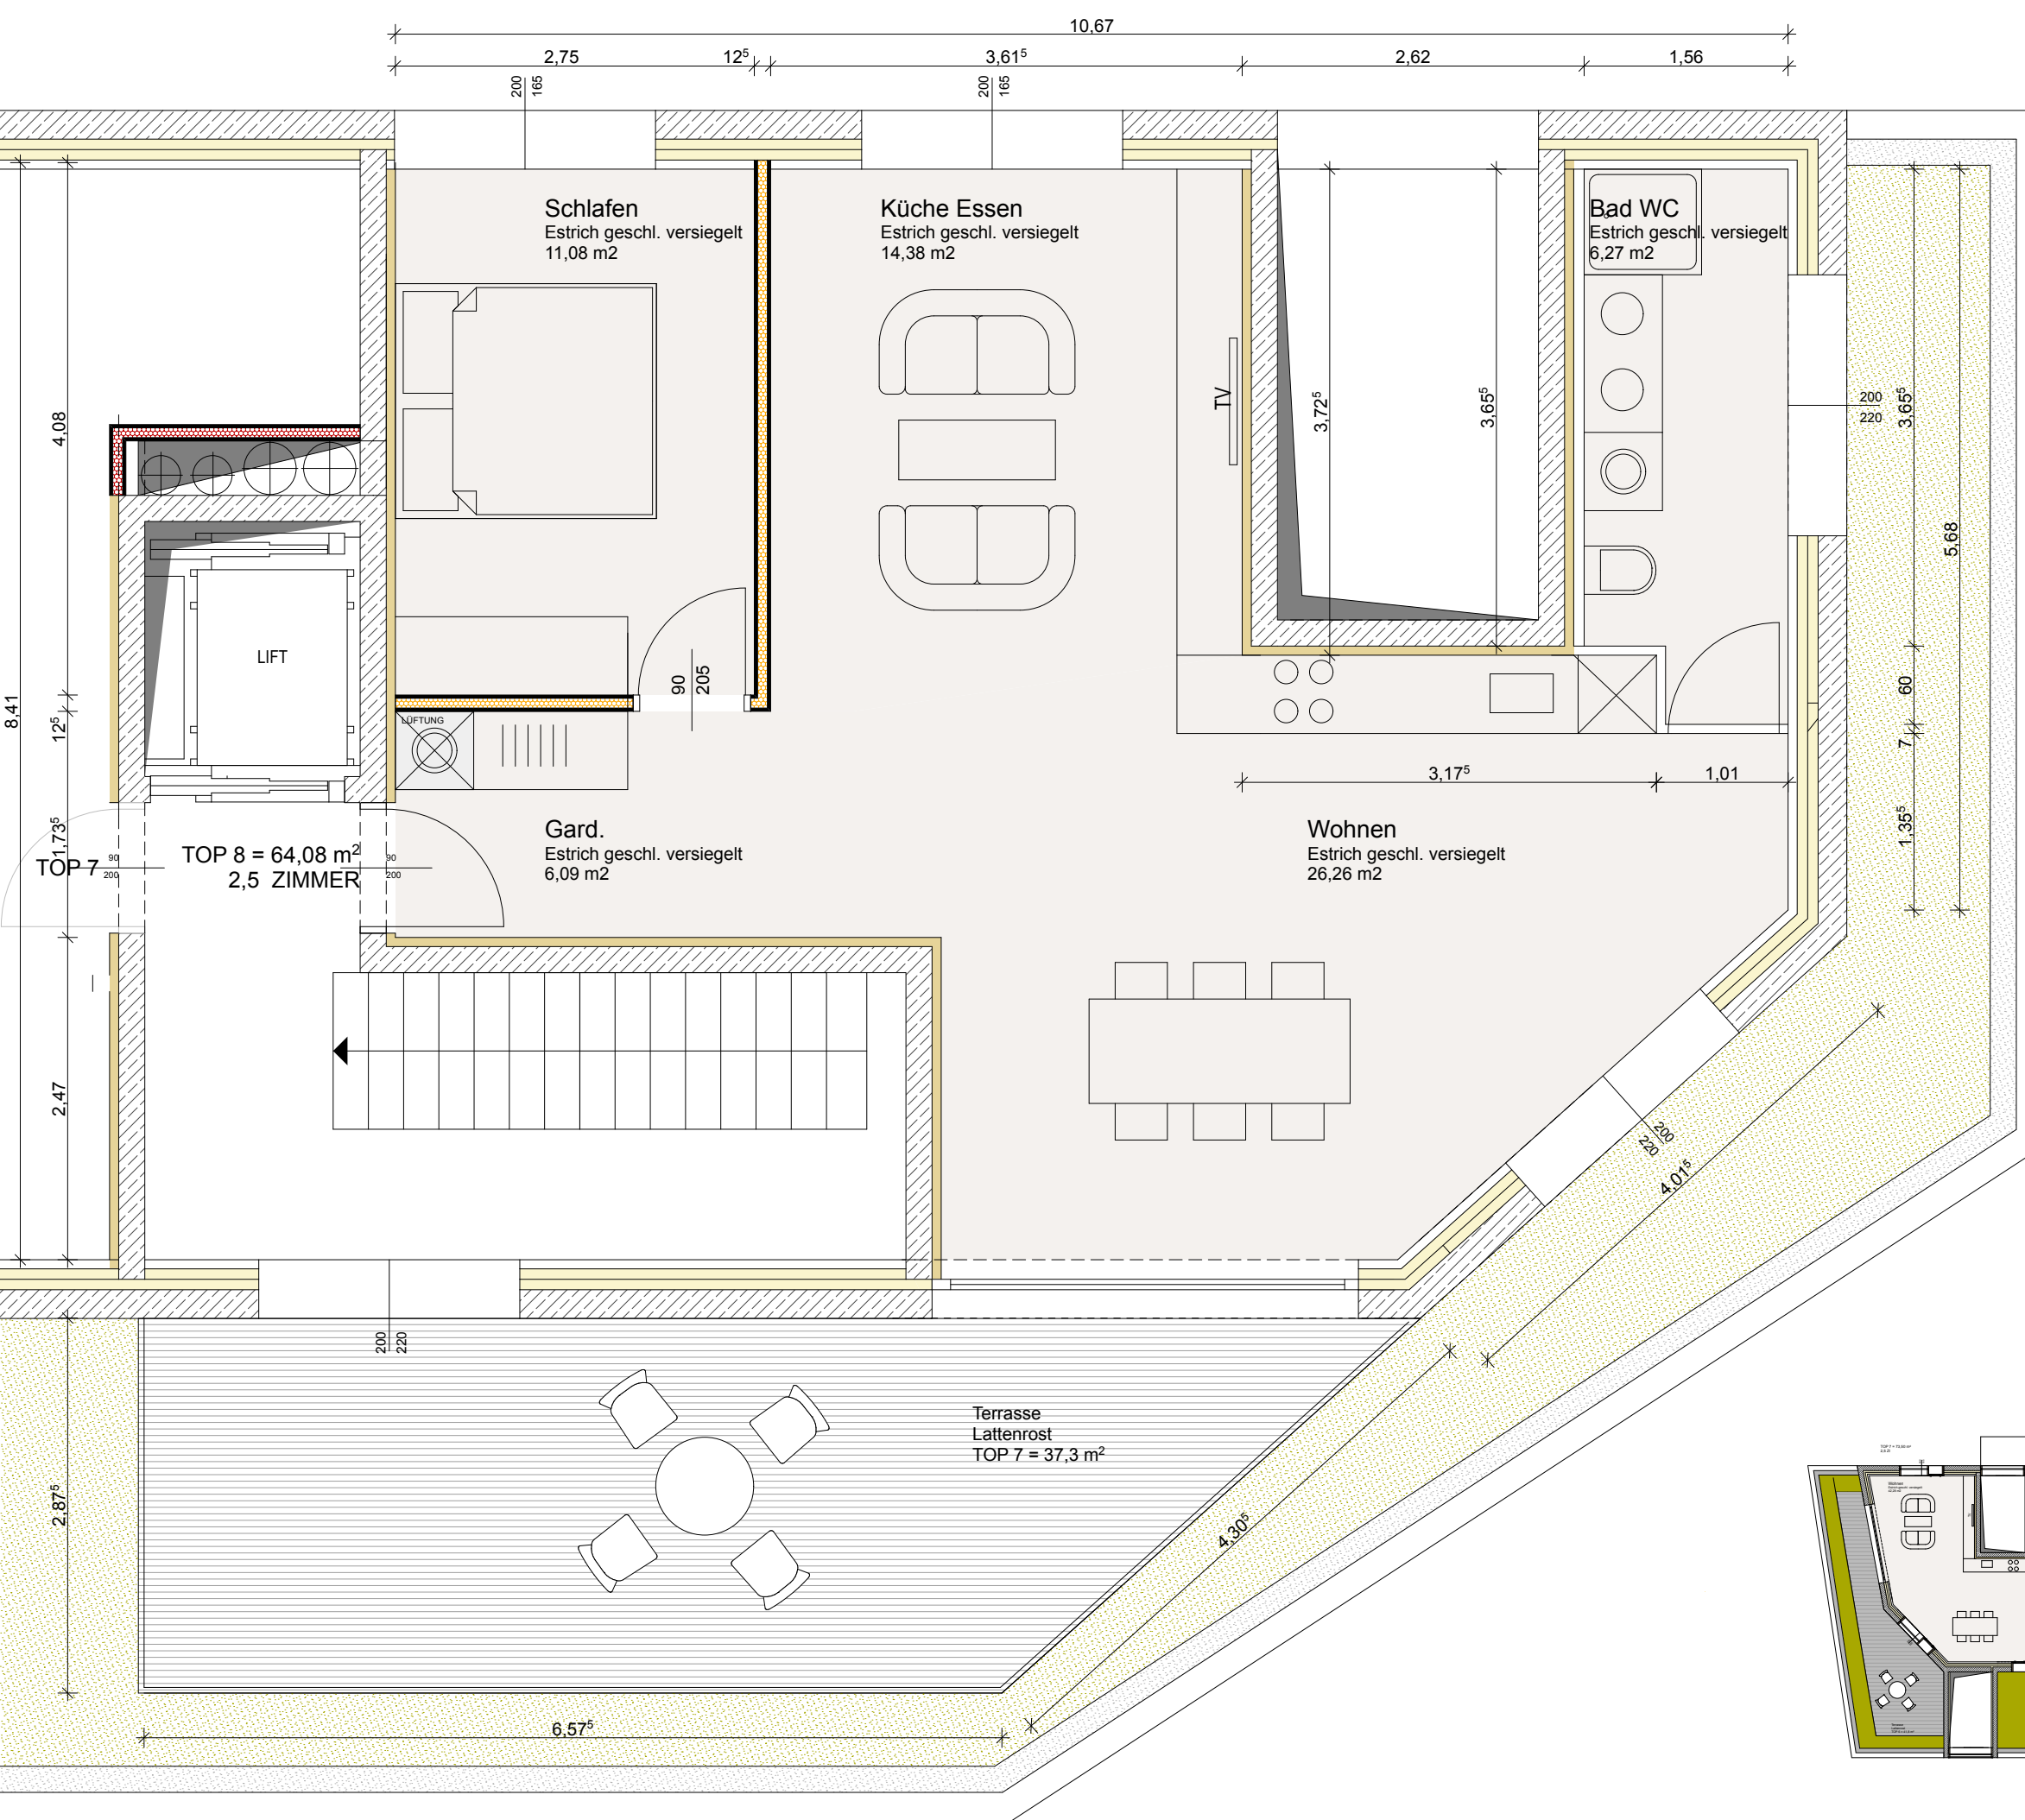 10,67
2,75
12⁵
3,61⁵
2,62
1,56
200
165
200
165
Schlafen
Estrich geschl. versiegelt
11,08 m2
Küche Essen
Estrich geschl. versiegelt
14,38 m2
Bad WC
Estrich geschl. versiegelt
6,27 m2
TV
3,72⁵
3,65⁵
200
220
3,65⁵
5,68
4,08
8,41
12⁵
LIFT
90
205
LÜFTUNG
60
7
3,17⁵
1,01
1,35⁵
1,73⁵
TOP 7
90
200
TOP 8 = 64,08 m²
2,5 ZIMMER
90
200
Gard.
Estrich geschl. versiegelt
6,09 m2
Wohnen
Estrich geschl. versiegelt
26,26 m2
2,47
200
220
4,01⁵
200
220
Terrasse
Lattenrost
TOP 7 = 37,3 m²
2,87⁵
4,30⁵
6,57⁵